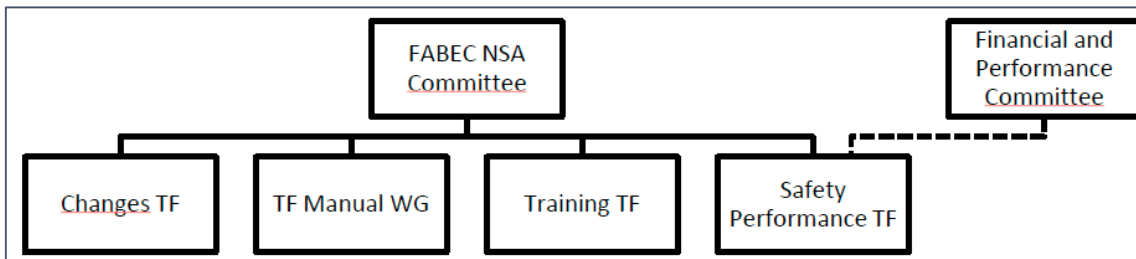 FABEC NSA
Committee
Financial and
Performance
Committee
Changes TF
TF Manual WG
Training TF
Safety
Performance TF